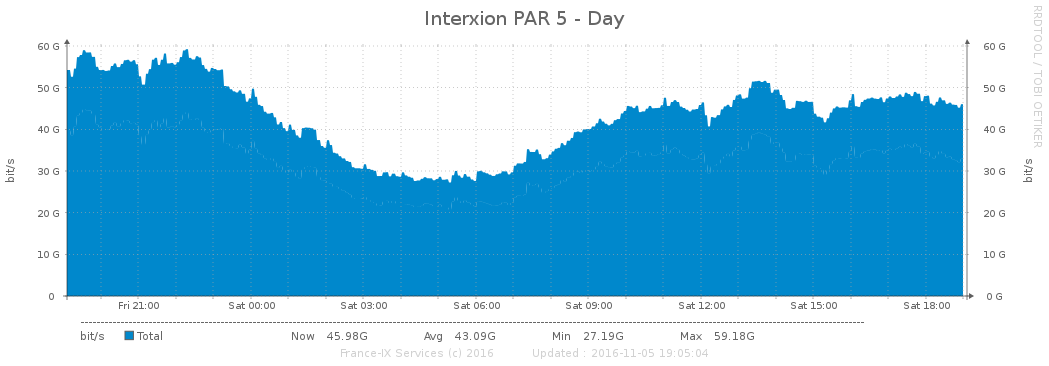 Interxion PAR 5 - Day
RRDTOOL / TOBI OETIKER
60 G 60 G
50 G 50 G
40 G 40 G
30 G 30 G
20 G 20 G
10 G 10 G
0 0 G
bit/s bit/s
Fri 21:00 Sat 00:00 Sat 03:00 Sat 06:00 Sat 09:00 Sat 12:00 Sat 15:00 Sat 18:00
bit/s Total Now 45.98G Avg 43.09G Min 27.19G Max 59.18G
France-IX Services (c) 2016 Updated : 2016-11-05 19:05:04